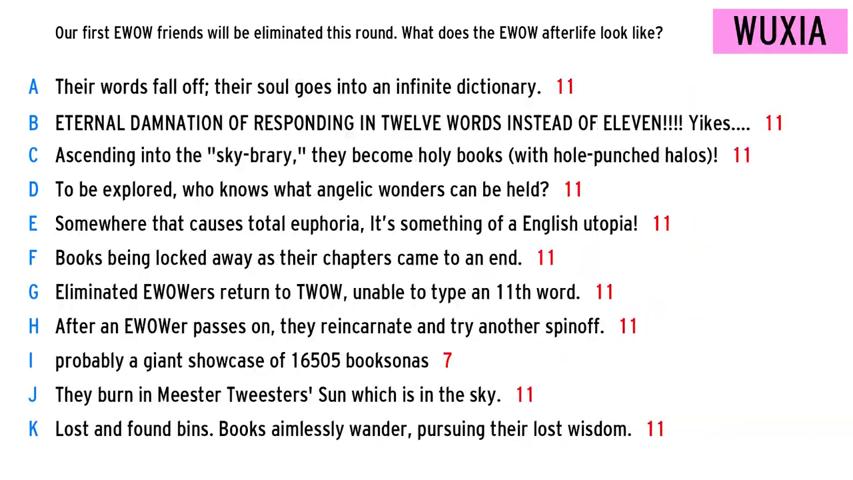 Our first EWOW friends will be eliminated this round. What does the EWOW afterlife look like?
WUXIA
A Their words fall off; their soul goes into an infinite dictionary. 11
B ETERNAL DAMNATION OF RESPONDING IN TWELVE WORDS INSTEAD OF ELEVEN!!!! Yikes.... 11
C Ascending into the "sky-brary," they become holy books (with hole-punched halos)! 11
D To be explored, who knows what angelic wonders can be held? 11
E Somewhere that causes total euphoria, It's something of a English utopia! 11
F Books being locked away as their chapters came to an end. 11
G Eliminated EWOWers return to TWOW, unable to type an 11th word. 11
H After an EWOWer passes on, they reincarnate and try another spinoff. 11
I probably a giant showcase of 16505 booksonas 7
J They burn in Meester Tweesters' Sun which is in the sky. 11
K Lost and found bins. Books aimlessly wander, pursuing their lost wisdom. 11